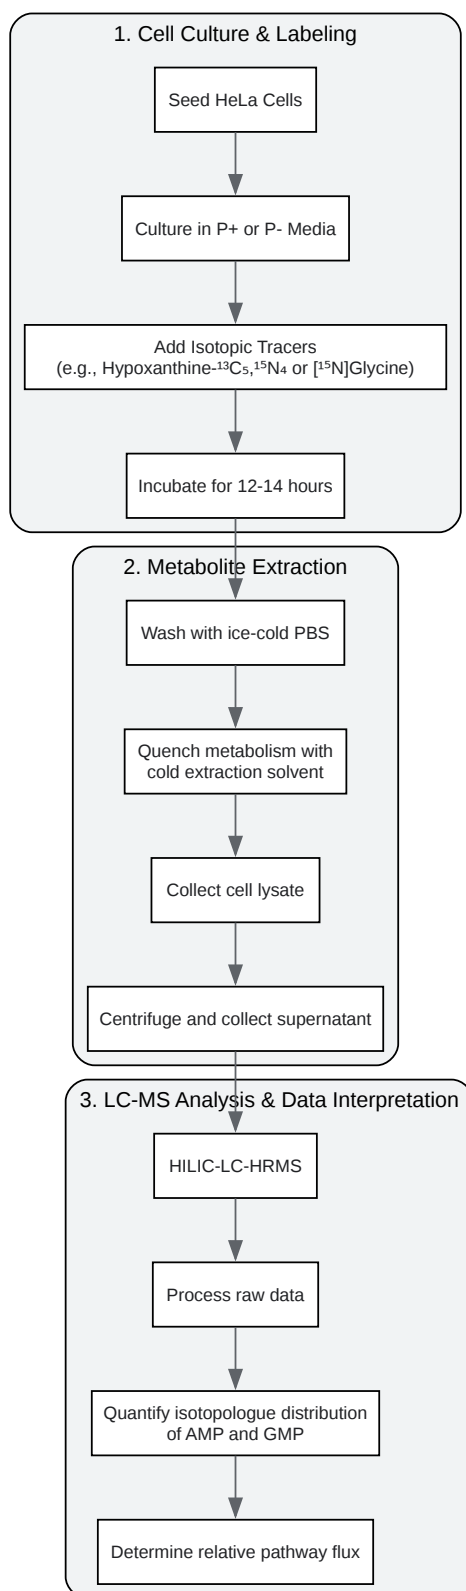 1. Cell Culture & Labeling
Seed HeLa Cells
Culture in P+ or P- Media
Add Isotopic Tracers
(e.g., Hypoxanthine-¹³C₅,¹⁵N₄ or [¹⁵N]Glycine)
Incubate for 12-14 hours
2. Metabolite Extraction
Wash with ice-cold PBS
Quench metabolism with
cold extraction solvent
Collect cell lysate
Centrifuge and collect supernatant
3. LC-MS Analysis & Data Interpretation
HILIC-LC-HRMS
Process raw data
Quantify isotopologue distribution
of AMP and GMP
Determine relative pathway flux